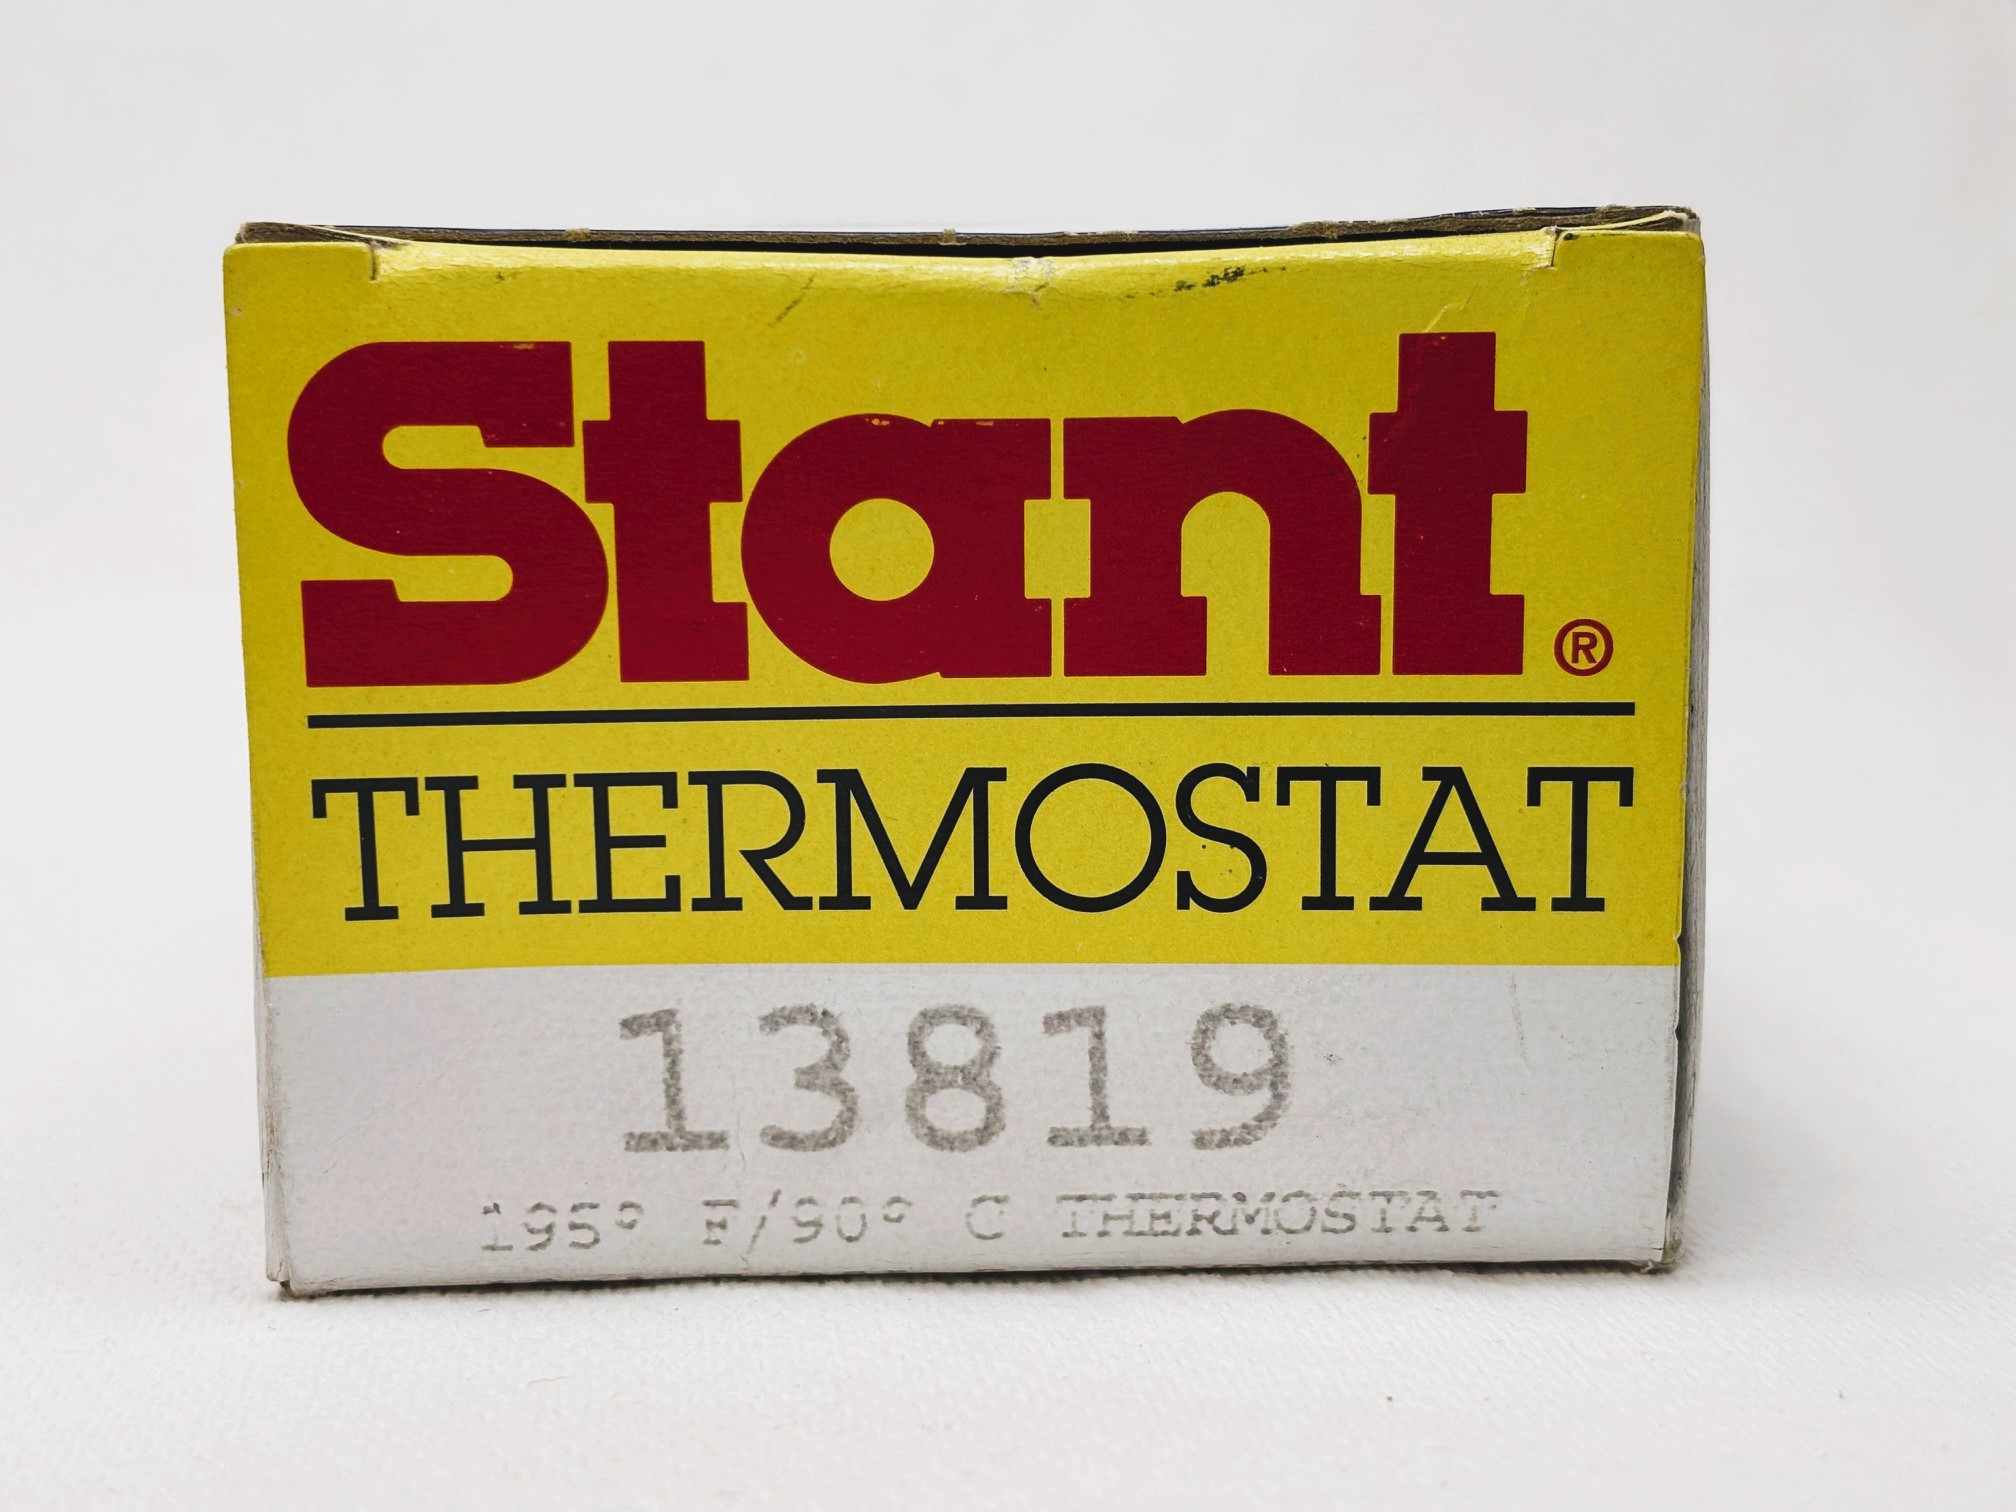 Stant®
THERMOSTAT
13819
195° F/90° C THERMOSTAT